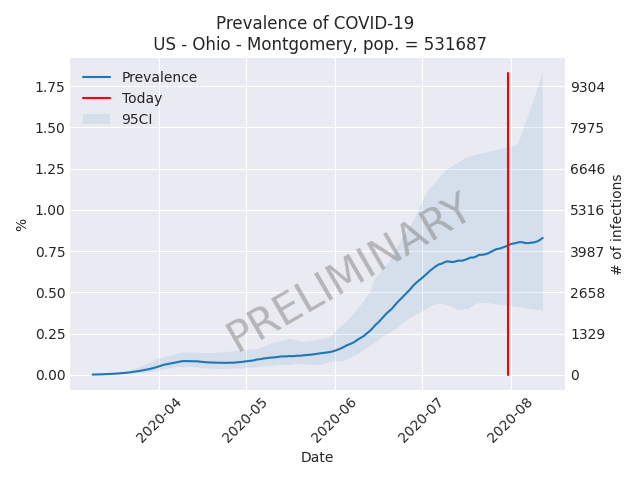 Prevalence of COVID-19
US - Ohio - Montgomery, pop. = 531687
Prevalence
Today
95CI
1.75
1.50
1.25
1.00
0.75
0.50
0.25
0.00
%
9304
7975
6646
5316
3987
2658
1329
0
# of infections
PRELIMINARY
2020-04
2020-05
2020-06
2020-07
2020-08
Date